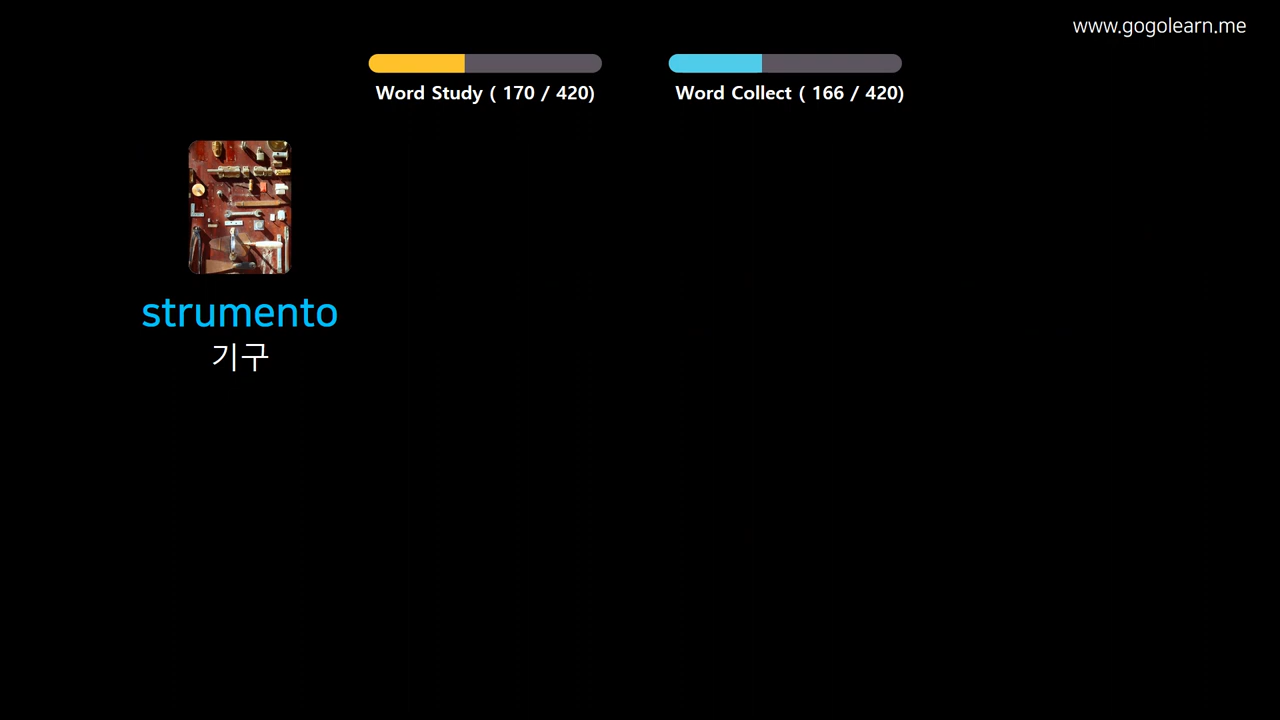 www.gogolearn.me
Word Study ( 170 / 420)
Word Collect ( 166 / 420)
strumento
기구